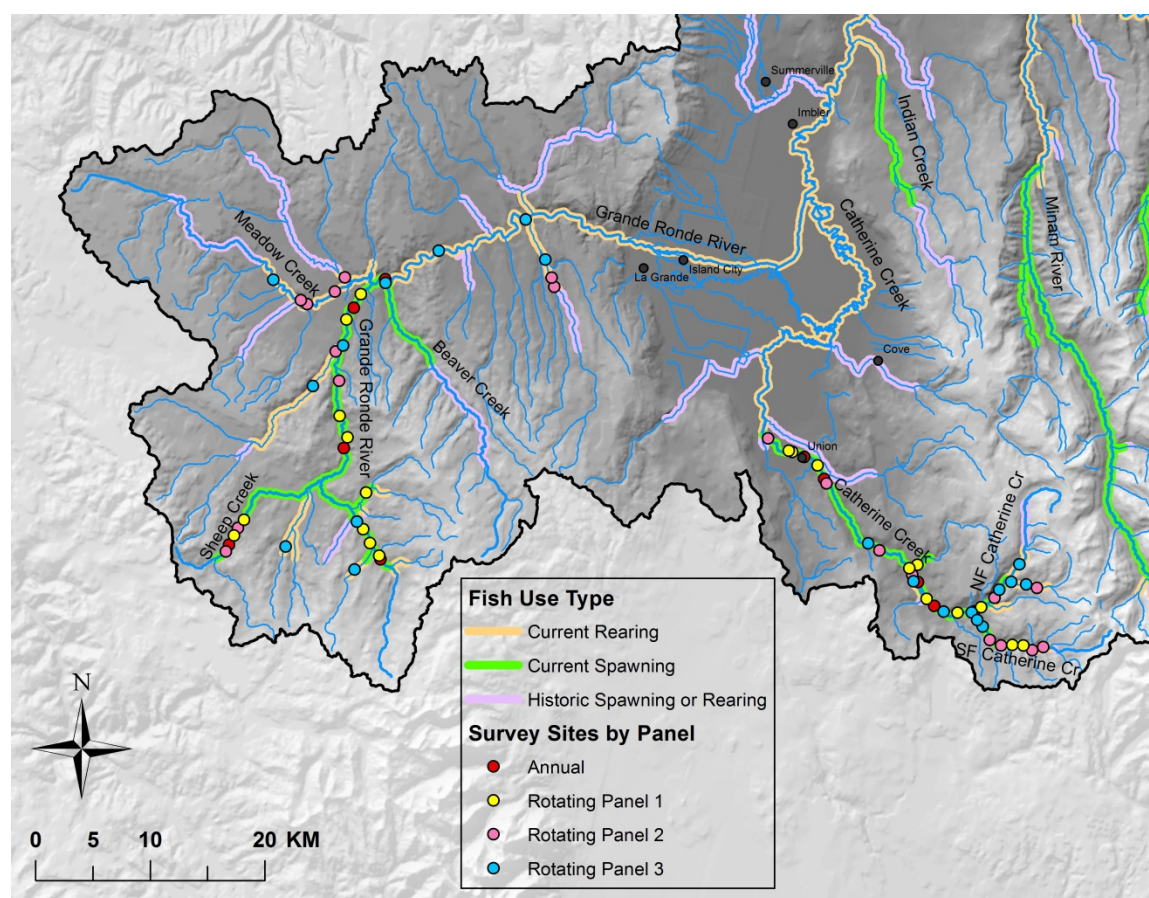 Summerville
Imbler
Indian Creek
Minam River
Meadow Creek
Grande Ronde River
Catherine Creek
La Grande
Island City
Grande Ronde River
Beaver Creek
Cove
Union
Sheep Creek
Catherine Creek
NF Catherine Cr
SF Catherine Cr
Fish Use Type
Current Rearing
Current Spawning
Historic Spawning or Rearing
Survey Sites by Panel
Annual
Rotating Panel 1
Rotating Panel 2
Rotating Panel 3
N
0 5 10 20 KM